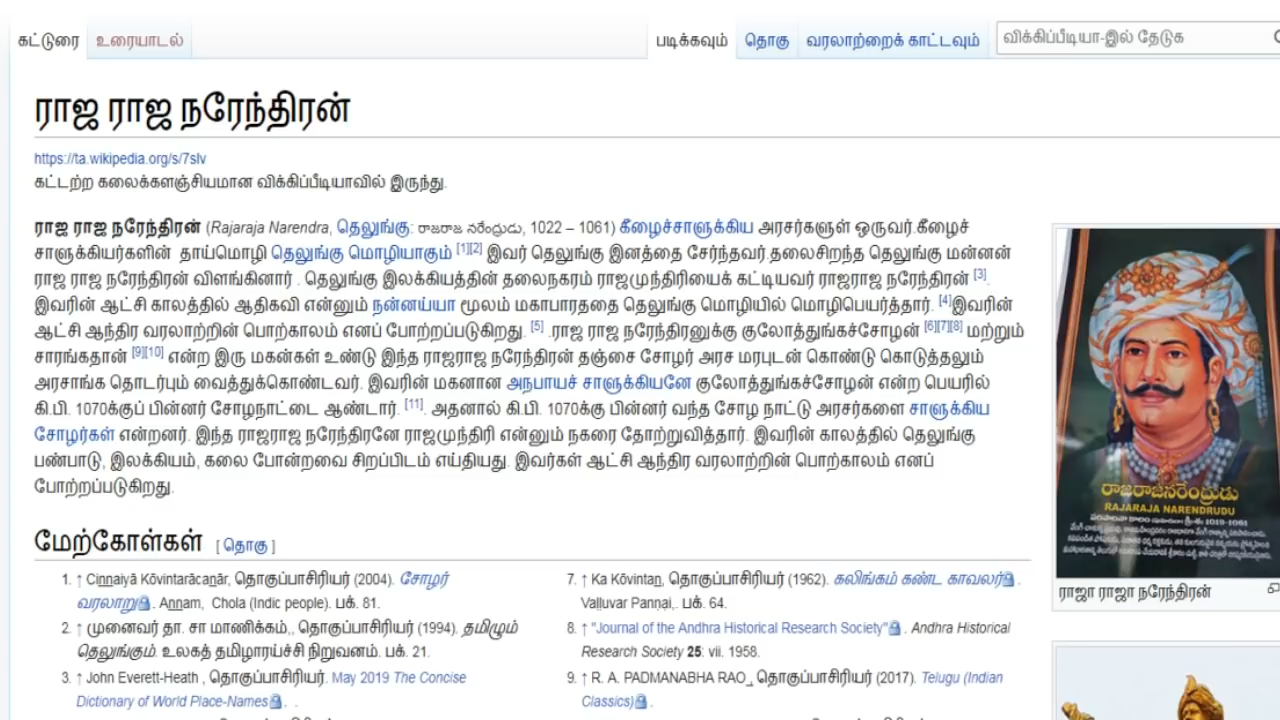 கட்டுரை
உரையாடல்
படிக்கவும்
தொகு
வரலாற்றைக் காட்டவும்
விக்கிப்பீடியா-இல் தேடுக
ராஜ ராஜ நரேந்திரன்
https://ta.wikipedia.org/s/7slv
கட்டற்ற கலைக்களஞ்சியமான விக்கிப்பீடியாவில் இருந்து.
ராஜ ராஜ நரேந்திரன் (Rajaraja Narendra, தெலுங்கு: రాజరాజ నరేంద్రుడు, 1022 – 1061) கீழைச்சாளுக்கிய அரசர்களுள் ஒருவர்.கீழைச்
சாளுக்கியர்களின் தாய்மொழி தெலுங்கு மொழியாகும் [1][2] இவர் தெலுங்கு இனத்தை சேர்ந்தவர்.தலைசிறந்த தெலுங்கு மன்னன்
ராஜ ராஜ நரேந்திரன் விளங்கினார் . தெலுங்கு இலக்கியத்தின் தலைநகரம் ராஜமுந்திரியைக் கட்டியவர் ராஜராஜ நரேந்திரன் [3].
இவரின் ஆட்சி காலத்தில் ஆதிகவி என்னும் நன்னய்யா மூலம் மகாபாரததை தெலுங்கு மொழியில் மொழிபெயர்த்தார். [4]இவரின்
ஆட்சி ஆந்திர வரலாற்றின் பொற்காலம் எனப் போற்றப்படுகிறது. [5] .ராஜ ராஜ நரேந்திரனுக்கு குலோத்துங்கச்சோழன் [6][7][8] மற்றும்
சாரங்கதான் [9][10] என்ற இரு மகன்கள் உண்டு இந்த ராஜராஜ நரேந்திரன் தஞ்சை சோழர் அரச மரபுடன் கொண்டு கொடுத்தலும்
அரசாங்க தொடர்பும் வைத்துக்கொண்டவர். இவரின் மகனான அநபாயச் சாளுக்கியனே குலோத்துங்கச்சோழன் என்ற பெயரில்
கி.பி. 1070க்குப் பின்னர் சோழநாட்டை ஆண்டார். [11]. அதனால் கி.பி. 1070க்கு பின்னர் வந்த சோழ நாட்டு அரசர்களை சாளுக்கிய
சோழர்கள் என்றனர். இந்த ராஜராஜ நரேந்திரனே ராஜமுந்திரி என்னும் நகரை தோற்றுவித்தார். இவரின் காலத்தில் தெலுங்கு
பண்பாடு, இலக்கியம், கலை போன்றவை சிறப்பிடம் எய்தியது. இவர்கள் ஆட்சி ஆந்திர வரலாற்றின் பொற்காலம் எனப்
போற்றப்படுகிறது.
மேற்கோள்கள் [ தொகு ]
1. ↑ Ciṉṉaiyā Kōvintarācaṉār, தொகுப்பாசிரியர் (2004). சோழர்
வரலாறு. Aṉṉam, Chola (Indic people). பக். 81.
2. ↑ முனைவர் தா. சா மாணிக்கம்,, தொகுப்பாசிரியர் (1994). தமிழும்
தெலுங்கும். உலகத் தமிழாராய்ச்சி நிறுவனம். பக். 21.
3. ↑ John Everett-Heath , தொகுப்பாசிரியர். May 2019 The Concise
Dictionary of World Place-Names. .
7. ↑ Ka Kōvintaṉ, தொகுப்பாசிரியர் (1962). கலிங்கம் கண்ட காவலர்.
Vaḷḷuvar Paṇṇai,. பக். 64.
8. ↑ "Journal of the Andhra Historical Research Society". Andhra Historical
Research Society 25: vii. 1958.
9. ↑ R. A. PADMANABHA RAO ̲, தொகுப்பாசிரியர் (2017). Telugu (Indian
Classics).
రాజరాజనరేంద్రుడు
RAJARAJA NARENDRUDU
ராஜா ராஜா நரேந்திரன்